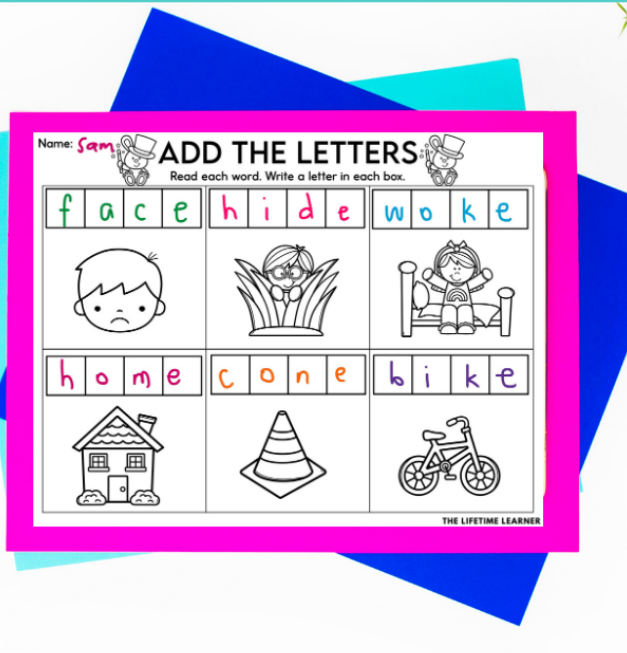 Name: Sam
ADD THE LETTERS
Read each word. Write a letter in each box.
face hide woke
home cone bike
THE LIFETIME LEARNER